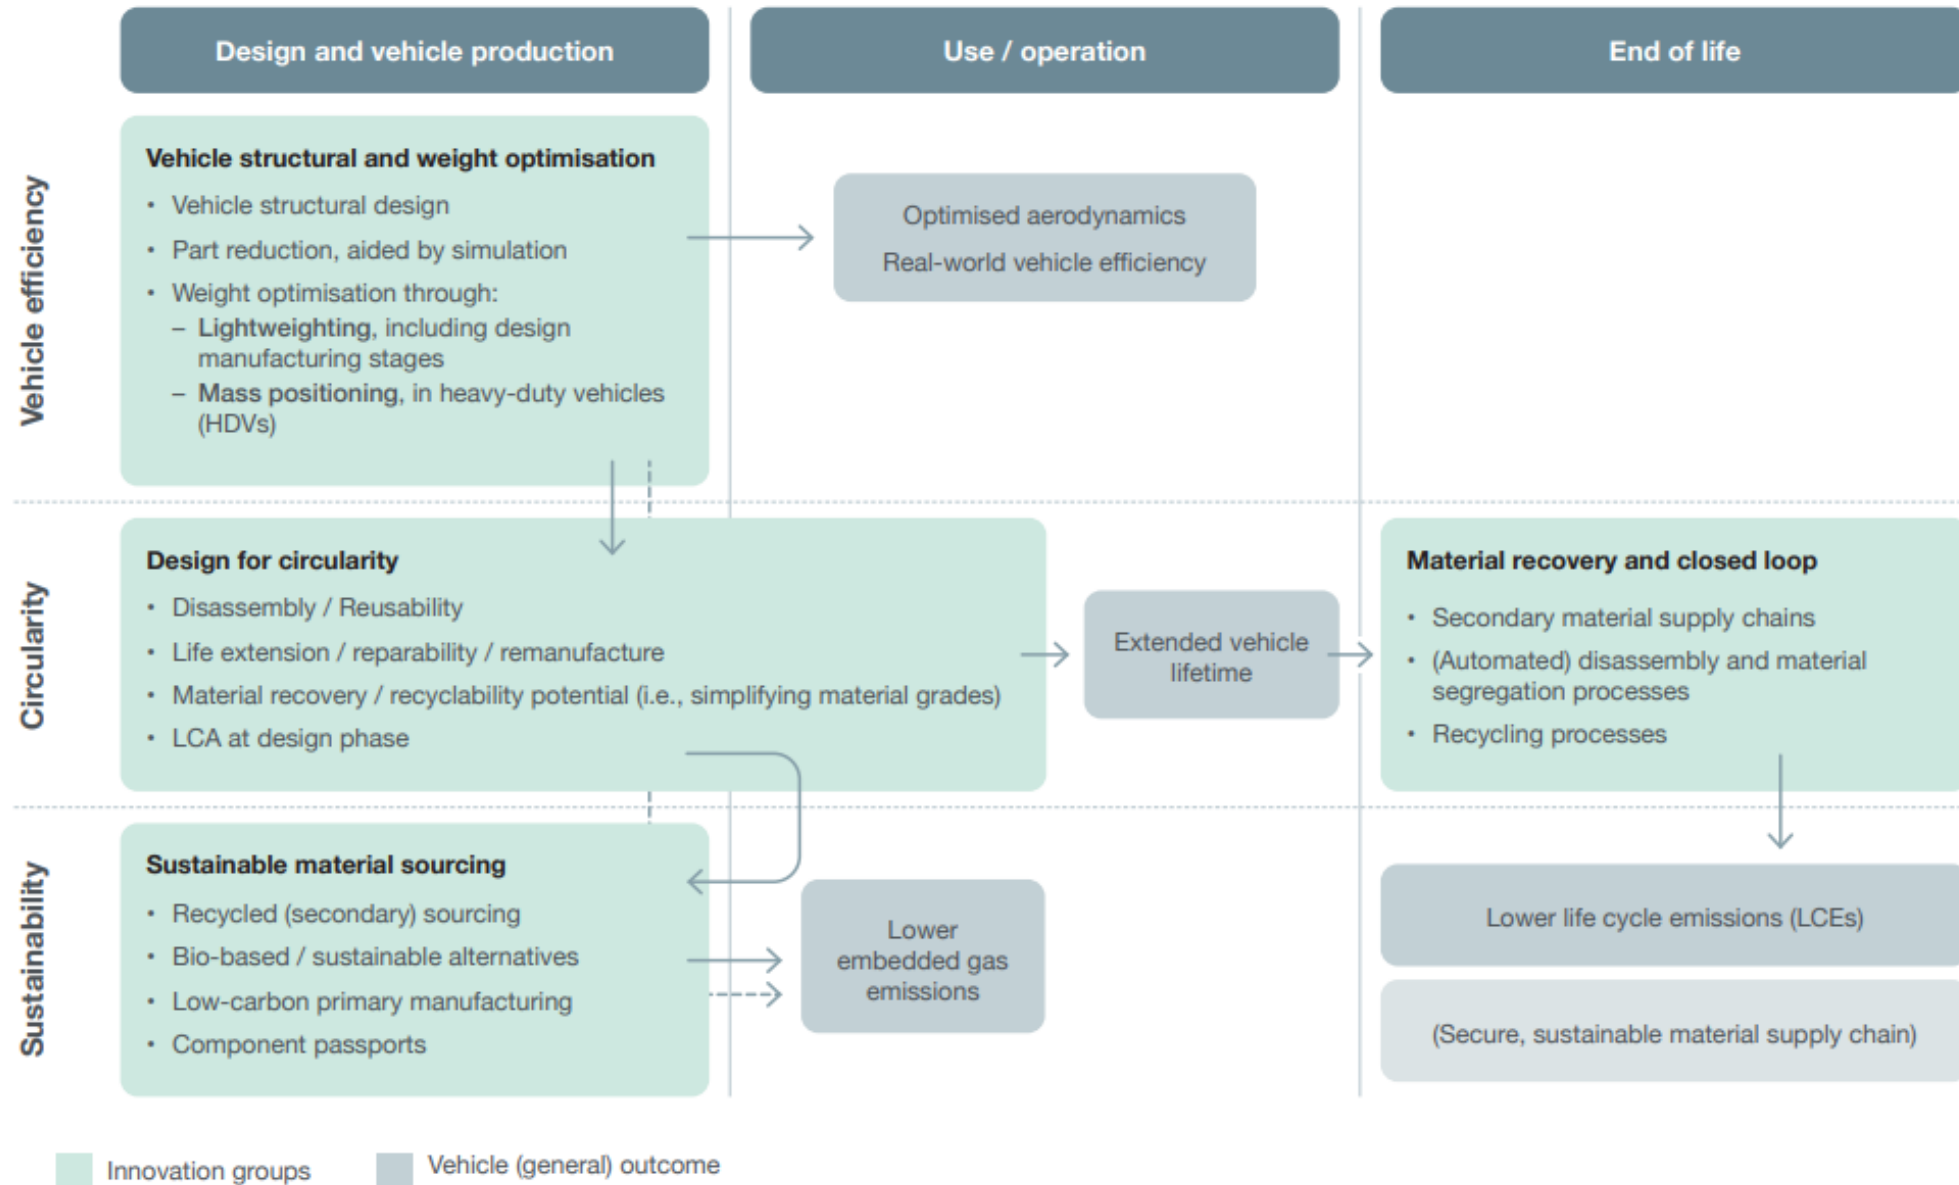 Design and vehicle production
Use / operation
End of life
Vehicle efficiency
Vehicle structural and weight optimisation
• Vehicle structural design
• Part reduction, aided by simulation
• Weight optimisation through:
– Lightweighting, including design
manufacturing stages
– Mass positioning, in heavy-duty vehicles
(HDVs)
Optimised aerodynamics
Real-world vehicle efficiency
Circularity
Design for circularity
• Disassembly / Reusability
• Life extension / reparability / remanufacture
• Material recovery / recyclability potential (i.e., simplifying material grades)
• LCA at design phase
Extended vehicle
lifetime
Material recovery and closed loop
• Secondary material supply chains
• (Automated) disassembly and material
segregation processes
• Recycling processes
Sustainability
Sustainable material sourcing
• Recycled (secondary) sourcing
• Bio-based / sustainable alternatives
• Low-carbon primary manufacturing
• Component passports
Lower
embedded gas
emissions
Lower life cycle emissions (LCEs)
(Secure, sustainable material supply chain)
Innovation groups
Vehicle (general) outcome